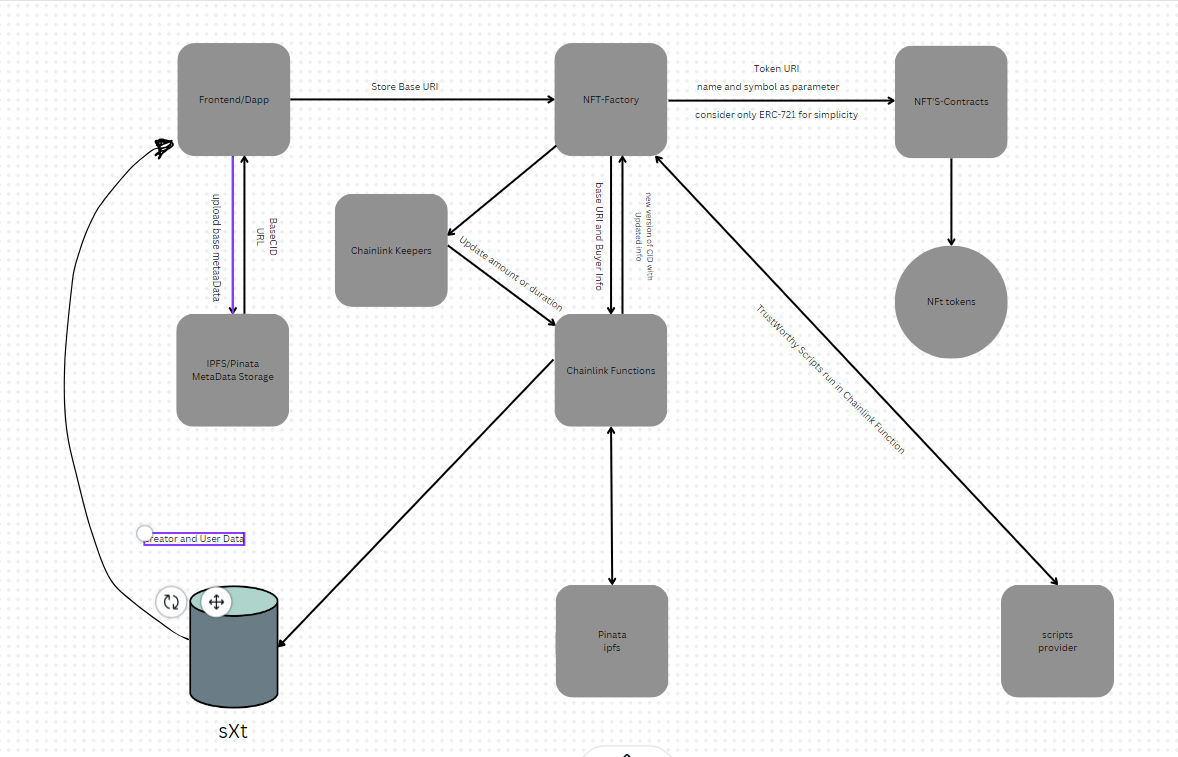 Frontend/Dapp
Store Base URI
NFT-Factory
Token URI
name and symbol as parameter
consider only ERC-721 for simplicity
NFT'S-Contracts
upload base metaaData
BaseCID
URL
Chainlink Keepers
Update amount or duration
base URI and Buyer Info
new version of CID with
Updated info
NFt tokens
TrustWorthy Scripts run in Chainlink Function
IPFS/Pinata
MetaData Storage
Chainlink Functions
Creator and User Data
Pinata
ipfs
scripts
provider
sXt